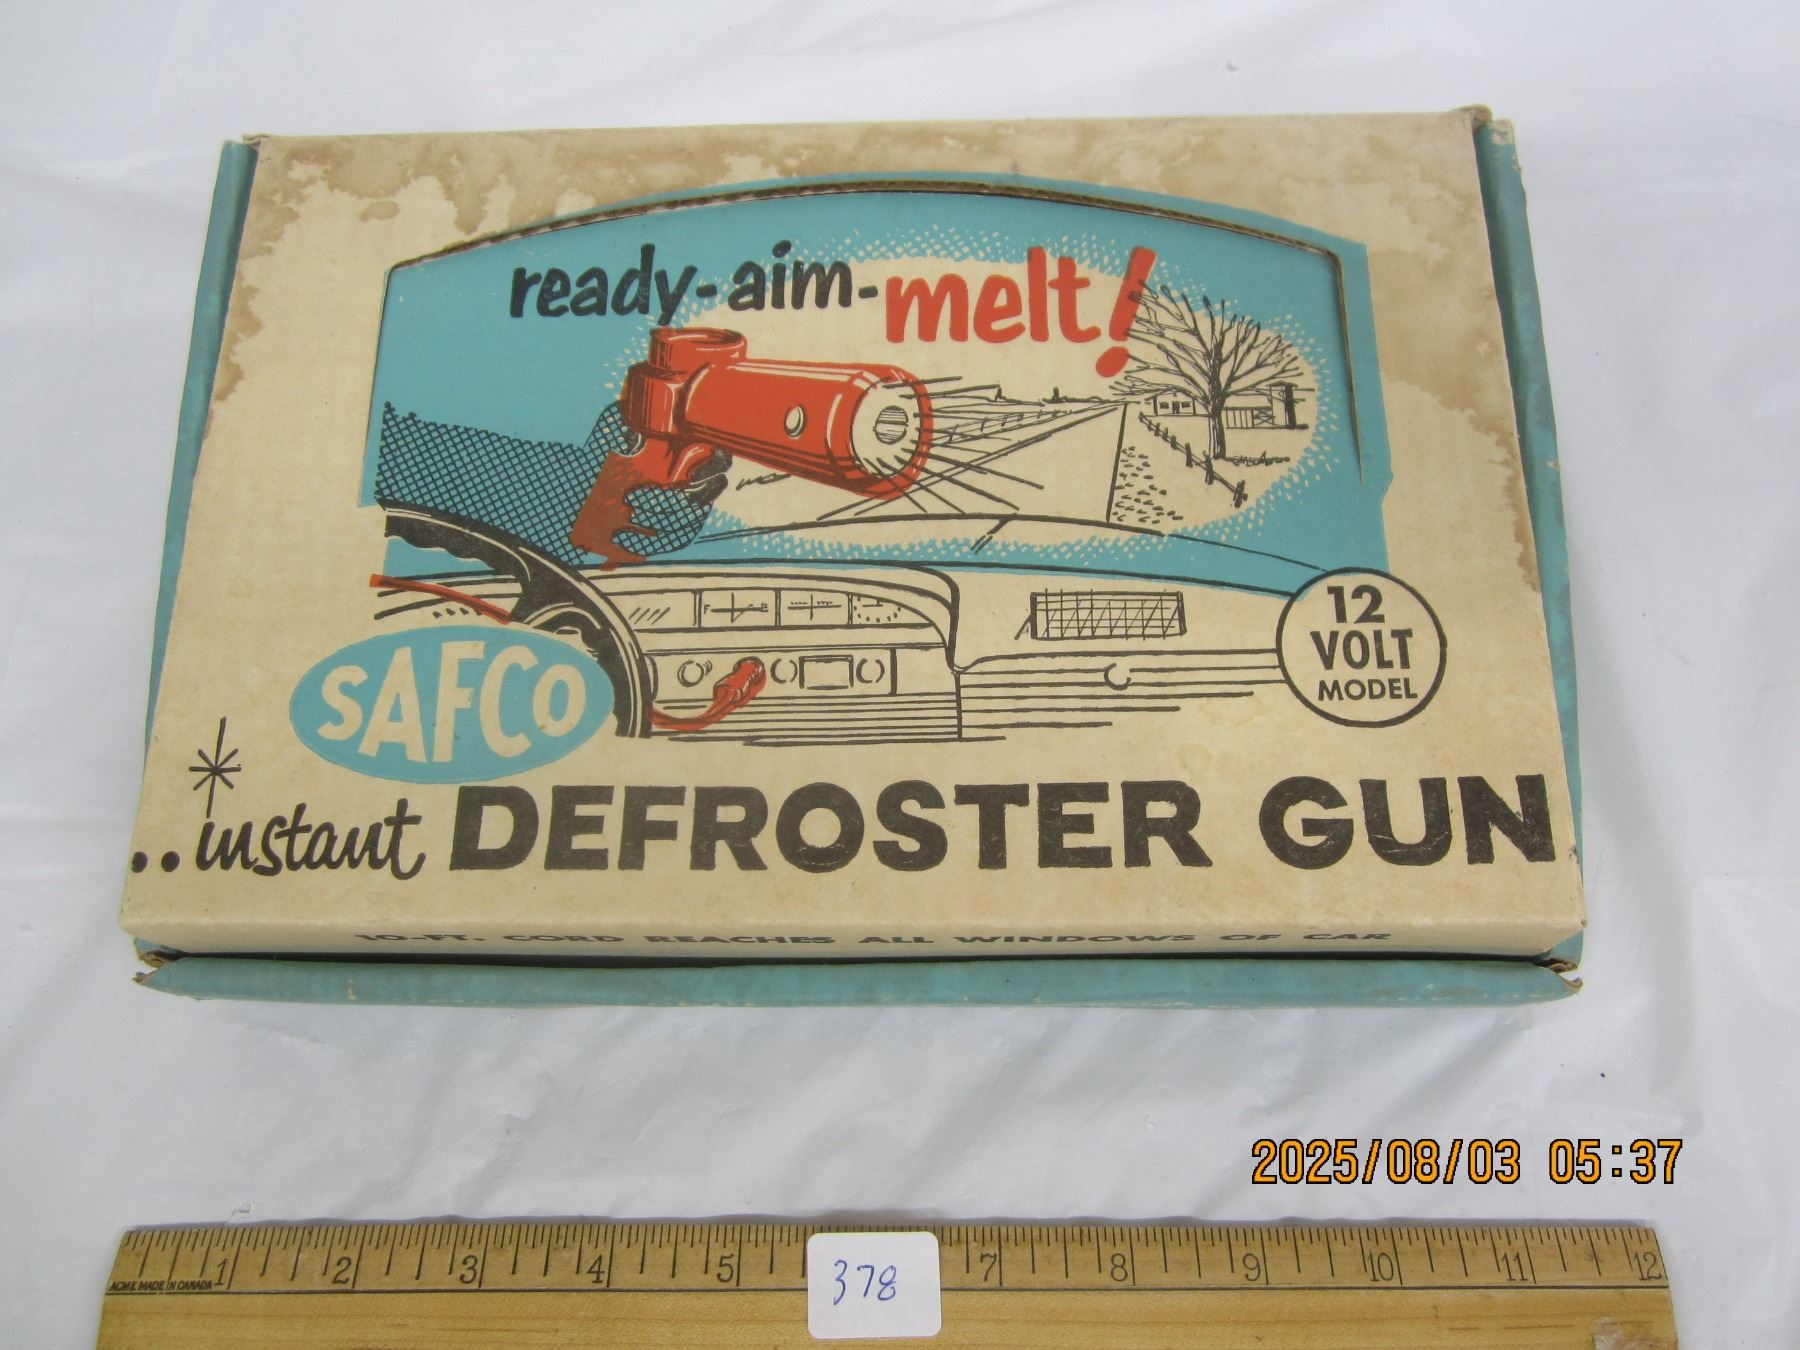 ready-aim-melt!
12
VOLT
MODEL
SAFCO
..instant DEFROSTER GUN
10-FT. CORD REACHES ALL WINDOWS OF CAR
2025/08/03 05:37
1 2 3 4 5 7 8 9 10 11 12
ACME MADE IN CANADA
378